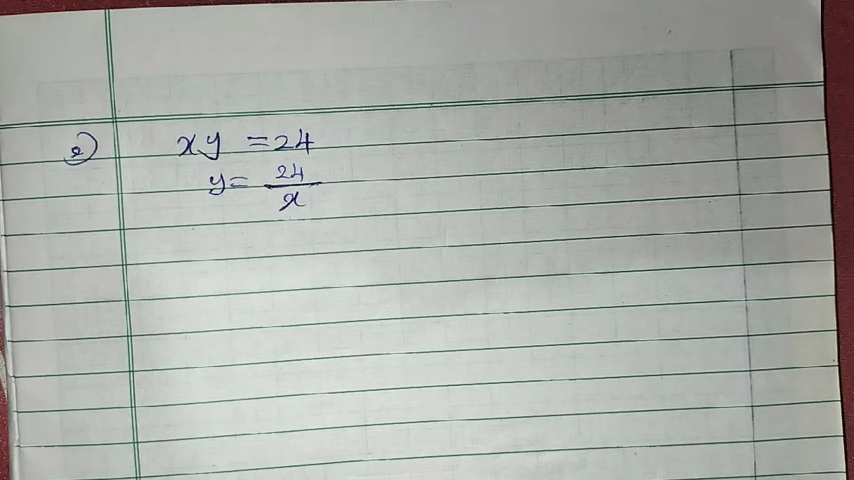 2) xy = 24
y = 24/x